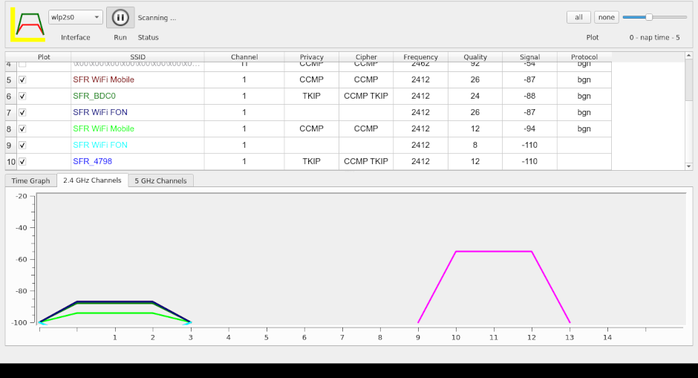 wlp2s0 Scanning ... all none
Interface Run Status Plot 0 - nap time - 5
Plot SSID Channel Privacy Cipher Frequency Quality Signal Protocol
4 11 CCMP CCMP 2462 92 -54 bgn
5 SFR WiFi Mobile 1 CCMP CCMP 2412 26 -87 bgn
6 SFR_BDC0 1 TKIP CCMP TKIP 2412 24 -88 bgn
7 SFR WiFi FON 1 2412 26 -87 bgn
8 SFR WiFi Mobile 1 CCMP CCMP 2412 12 -94 bgn
9 SFR WiFi FON 1 2412 8 -110
10 SFR_4798 1 TKIP CCMP TKIP 2412 12 -110
Time Graph 2.4 GHz Channels 5 GHz Channels
-20
-40
-60
-80
-100
1 2 3 4 5 6 7 8 9 10 11 12 13 14